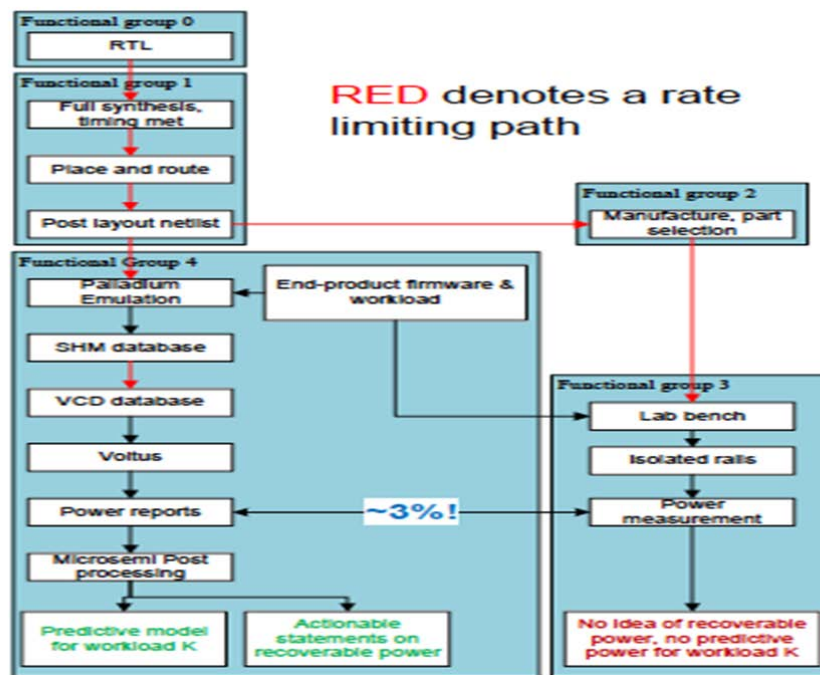 Functional group 0
RTL
Functional group 1
Full synthesis,
timing met
Place and route
Post layout netlist
RED denotes a rate
limiting path
Functional group 2
Manufacture, part
selection
Functional Group 4
Palladium
Emulation
End-product firmware &
workload
SHM database
VCD database
Voltus
Power reports
~3%!
Microsemi Post
processing
Predictive model
for workload K
Actionable
statements on
recoverable power
Functional group 3
Lab bench
Isolated rails
Power
measurement
No idea of recoverable
power, no predictive
power for workload K